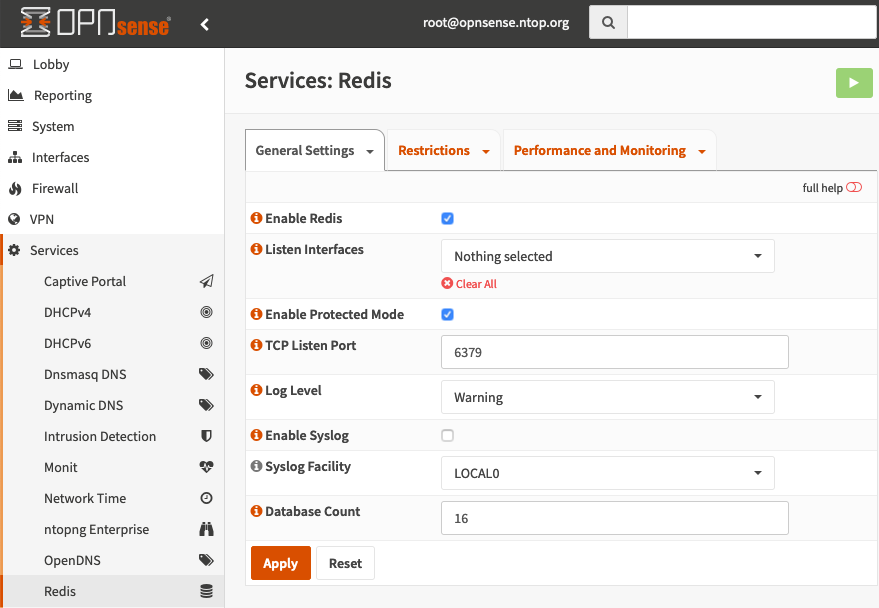 OPNsense®
root@opnsense.ntop.org
Lobby
Reporting
System
Interfaces
Firewall
VPN
Services
Captive Portal
DHCPv4
DHCPv6
Dnsmasq DNS
Dynamic DNS
Intrusion Detection
Monit
Network Time
ntopng Enterprise
OpenDNS
Redis
Services: Redis
General Settings
Restrictions
Performance and Monitoring
full help
Enable Redis
Listen Interfaces
Nothing selected
Clear All
Enable Protected Mode
TCP Listen Port
6379
Log Level
Warning
Enable Syslog
Syslog Facility
LOCAL0
Database Count
16
Apply
Reset